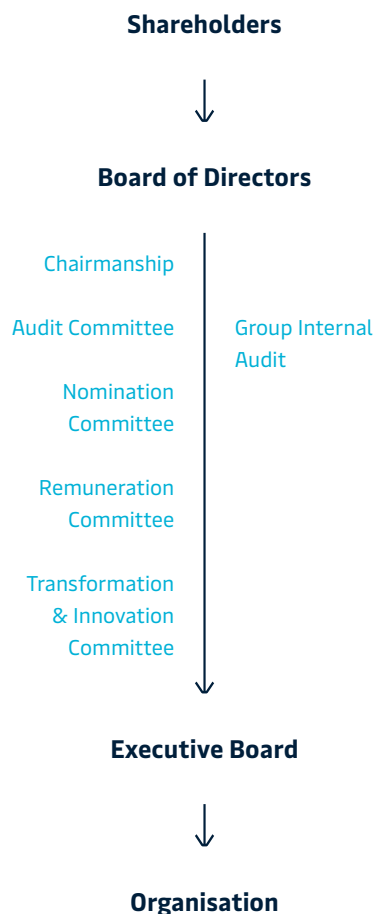 Shareholders
Board of Directors
Chairmanship
Audit Committee
Group Internal
Audit
Nomination
Committee
Remuneration
Committee
Transformation
& Innovation
Committee
Executive Board
Organisation